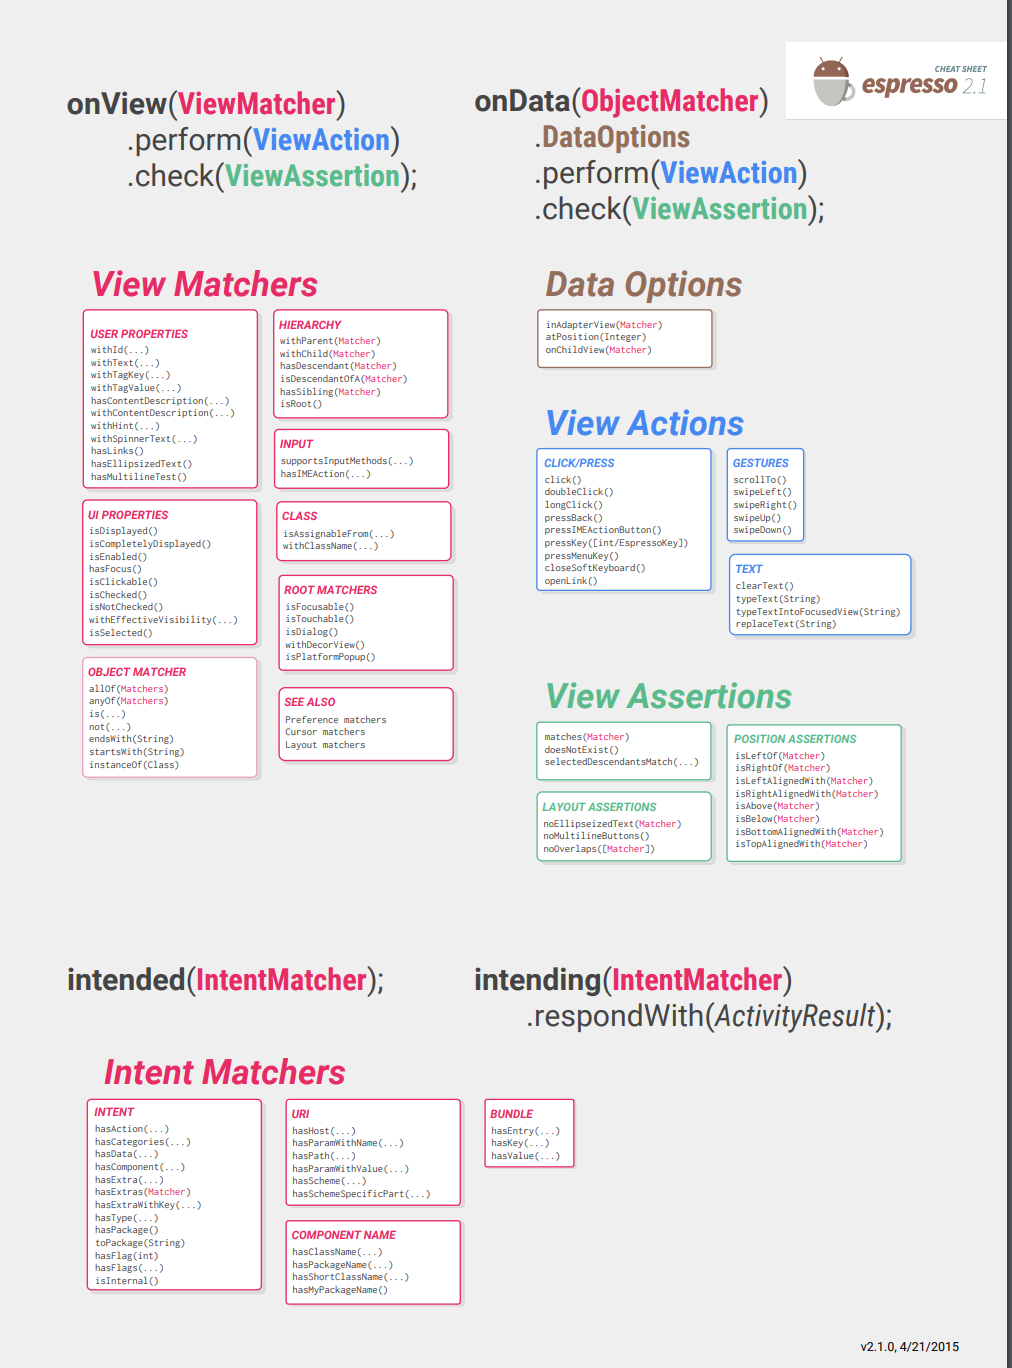 CHEAT SHEET
espresso 2.1
onView(ViewMatcher)
.perform(ViewAction)
.check(ViewAssertion);
onData(ObjectMatcher)
.DataOptions
.perform(ViewAction)
.check(ViewAssertion);
View Matchers
USER PROPERTIES
withId(...)
withText(...)
withTagKey(...)
withTagValue(...)
hasContentDescription(...)
withContentDescription(...)
withHint(...)
withSpinnerText(...)
hasLinks()
hasEllipsizedText()
hasMultilineTest()
UI PROPERTIES
isDisplayed()
isCompletelyDisplayed()
isEnabled()
hasFocus()
isClickable()
isChecked()
isNotChecked()
withEffectiveVisibility(...)
isSelected()
OBJECT MATCHER
allOf(Matchers)
anyOf(Matchers)
is(...)
not(...)
endsWith(String)
startsWith(String)
instanceOf(Class)
HIERARCHY
withParent(Matcher)
withChild(Matcher)
hasDescendant(Matcher)
isDescendantOfA(Matcher)
hasSibling(Matcher)
isRoot()
INPUT
supportsInputMethods(...)
hasIMEAction(...)
CLASS
isAssignableFrom(...)
withClassName(...)
ROOT MATCHERS
isFocusable()
isTouchable()
isDialog()
withDecorView()
isPlatformPopup()
SEE ALSO
Preference matchers
Cursor matchers
Layout matchers
Data Options
inAdapterView(Matcher)
atPosition(Integer)
onChildView(Matcher)
View Actions
CLICK/PRESS
click()
doubleClick()
longClick()
pressBack()
pressIMEActionButton()
pressKey([int/EspressoKey])
pressMenuKey()
closeSoftKeyboard()
openLink()
GESTURES
scrollTo()
swipeLeft()
swipeRight()
swipeUp()
swipeDown()
TEXT
clearText()
typeText(String)
typeTextIntoFocusedView(String)
replaceText(String)
View Assertions
matches(Matcher)
doesNotExist()
selectedDescendantsMatch(...)
LAYOUT ASSERTIONS
noEllipseizedText(Matcher)
noMultilineButtons()
noOverlaps([Matcher])
POSITION ASSERTIONS
isLeftOf(Matcher)
isRightOf(Matcher)
isLeftAlignedWith(Matcher)
isRightAlignedWith(Matcher)
isAbove(Matcher)
isBelow(Matcher)
isBottomAlignedWith(Matcher)
isTopAlignedWith(Matcher)
intended(IntentMatcher);
intending(IntentMatcher)
.respondWith(ActivityResult);
Intent Matchers
INTENT
hasAction(...)
hasCategories(...)
hasData(...)
hasComponent(...)
hasExtra(...)
hasExtras(Matcher)
hasExtraWithKey(...)
hasType(...)
hasPackage()
toPackage(String)
hasFlag(int)
hasFlags(...)
isInternal()
URI
hasHost(...)
hasParamWithName(...)
hasPath(...)
hasParamWithValue(...)
hasScheme(...)
hasSchemeSpecificPart(...)
COMPONENT NAME
hasClassName(...)
hasPackageName(...)
hasShortClassName(...)
hasMyPackageName()
BUNDLE
hasEntry(...)
hasKey(...)
hasValue(...)
v2.1.0, 4/21/2015